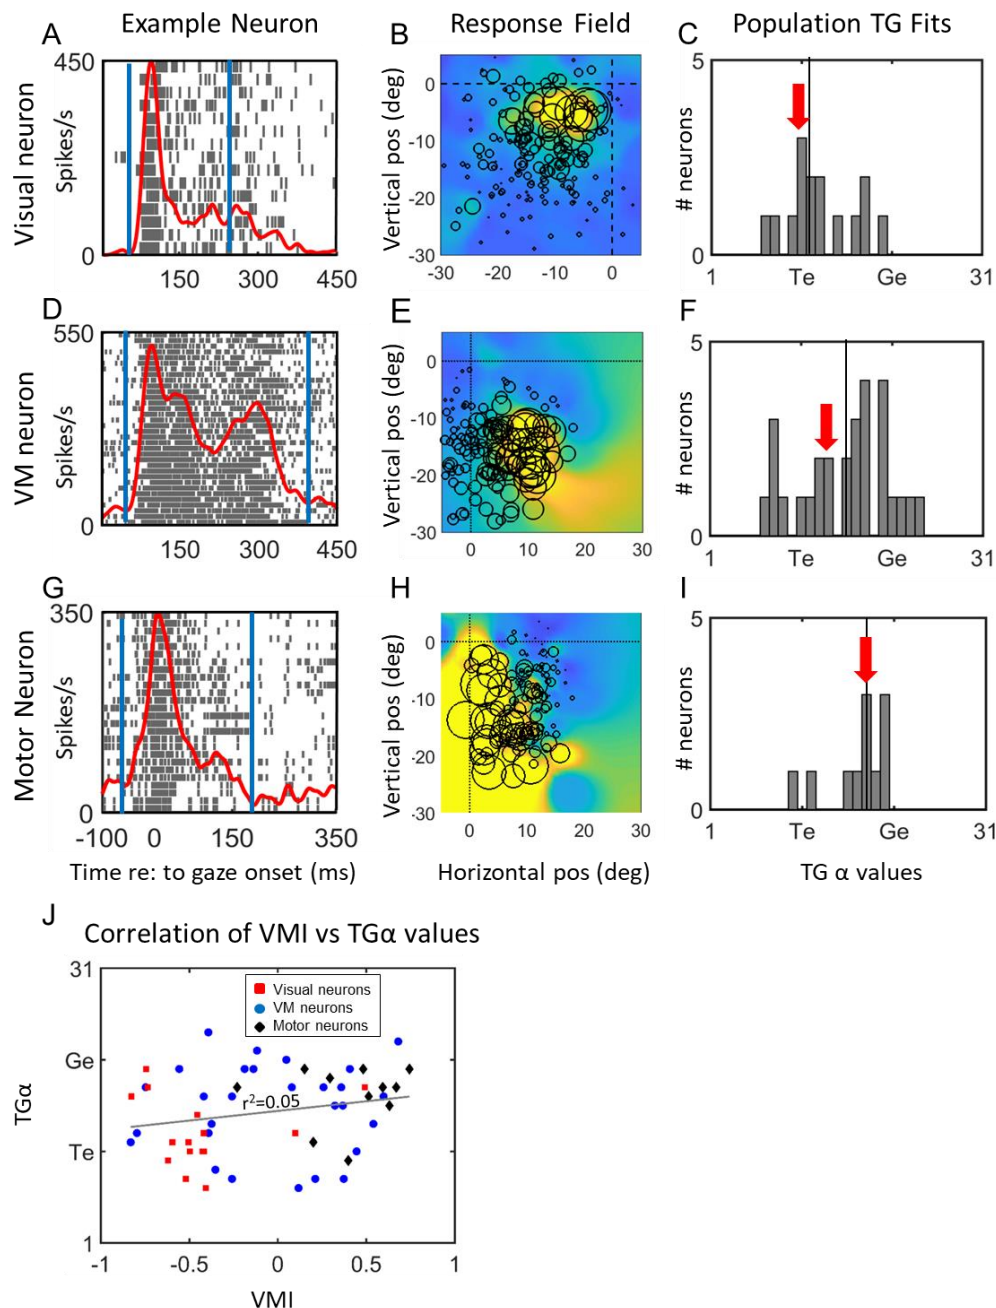 Example Neuron
Response Field
Population TG Fits
A
B
C
Visual neuron
Spikes/s
450
0
150 300 450
Vertical pos (deg)
0
-10
-20
-30
-30 -20 -10 0
# neurons
5
0
1 Te Ge 31
D
E
F
VM neuron
Spikes/s
550
0
150 300 450
Vertical pos (deg)
0
-10
-20
-30
0 10 20 30
# neurons
5
0
1 Te Ge 31
G
H
I
Motor Neuron
Spikes/s
350
0
-100 0 150 350
Time re: to gaze onset (ms)
Vertical pos (deg)
0
-10
-20
-30
0 10 20 30
Horizontal pos (deg)
# neurons
5
0
1 Te Ge 31
TG α values
J
Correlation of VMI vs TGα values
31
Ge
Te
1
TGα
Visual neurons
VM neurons
Motor neurons
r²=0.05
-1 -0.5 0 0.5 1
VMI